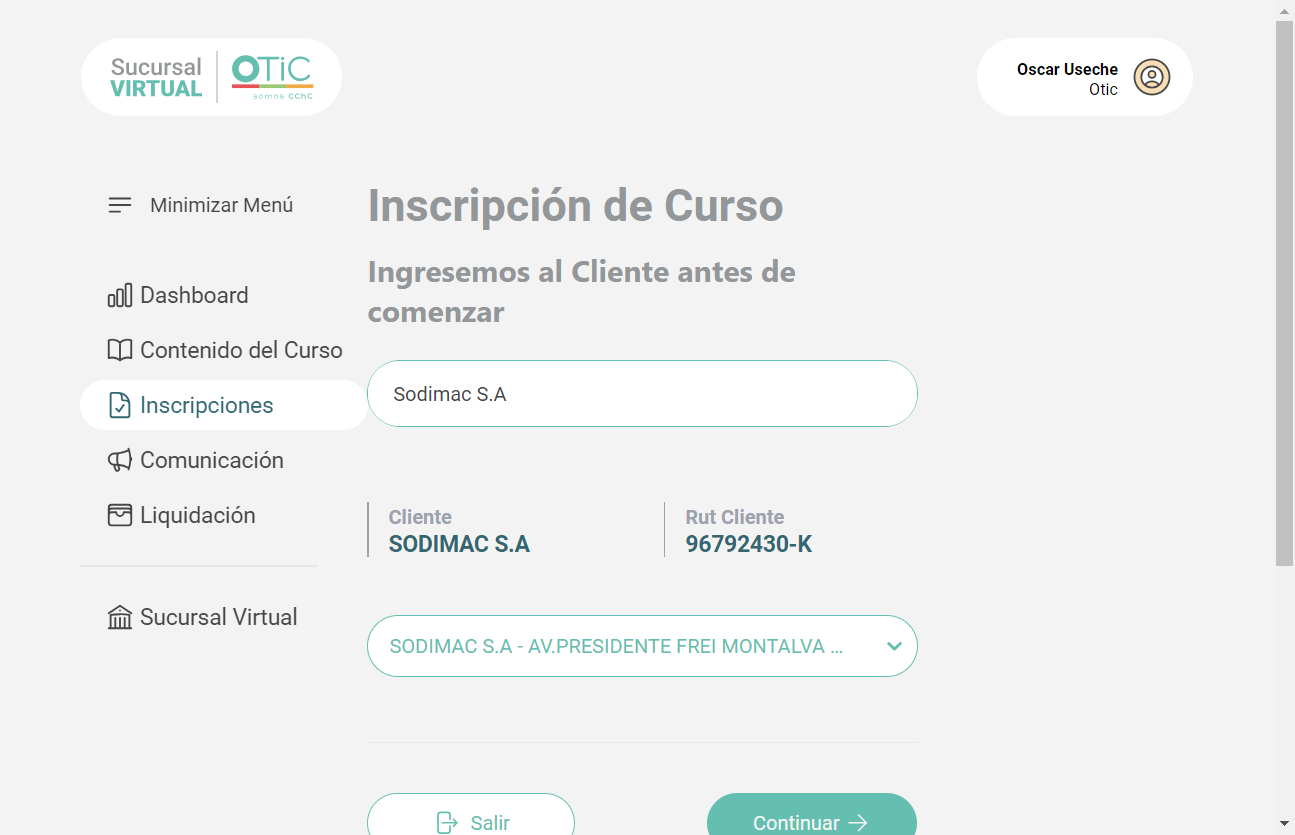 Sucursal
VIRTUAL
OTiC
somos CChC
Oscar Useche
Otic
Minimizar Menú
Dashboard
Contenido del Curso
Inscripciones
Comunicación
Liquidación
Sucursal Virtual
Inscripción de Curso
Ingresemos al Cliente antes de
comenzar
Sodimac S.A
Cliente
SODIMAC S.A
Rut Cliente
96792430-K
SODIMAC S.A - AV.PRESIDENTE FREI MONTALVA ...
Salir
Continuar